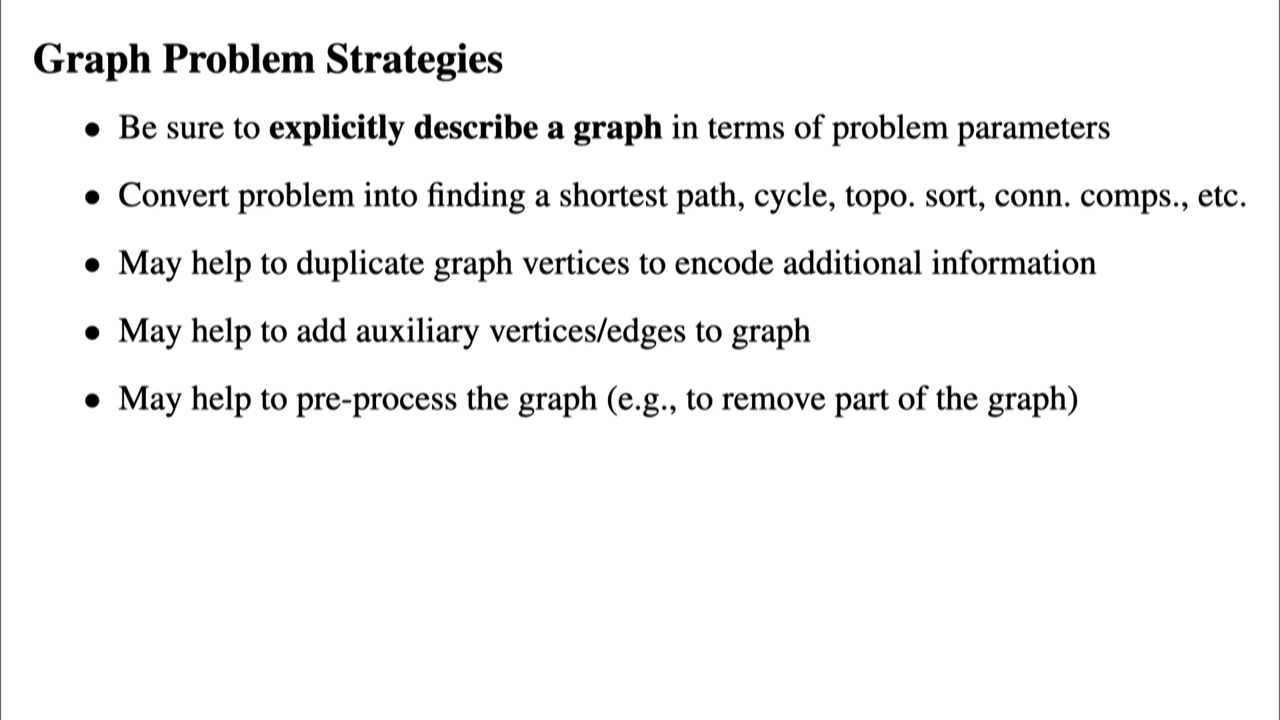 Graph Problem Strategies
• Be sure to explicitly describe a graph in terms of problem parameters
• Convert problem into finding a shortest path, cycle, topo. sort, conn. comps., etc.
• May help to duplicate graph vertices to encode additional information
• May help to add auxiliary vertices/edges to graph
• May help to pre-process the graph (e.g., to remove part of the graph)